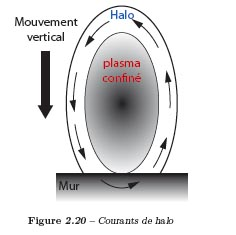 Halo
Mouvement
vertical
plasma
confiné
Mur
Figure 2.20 – Courants de halo